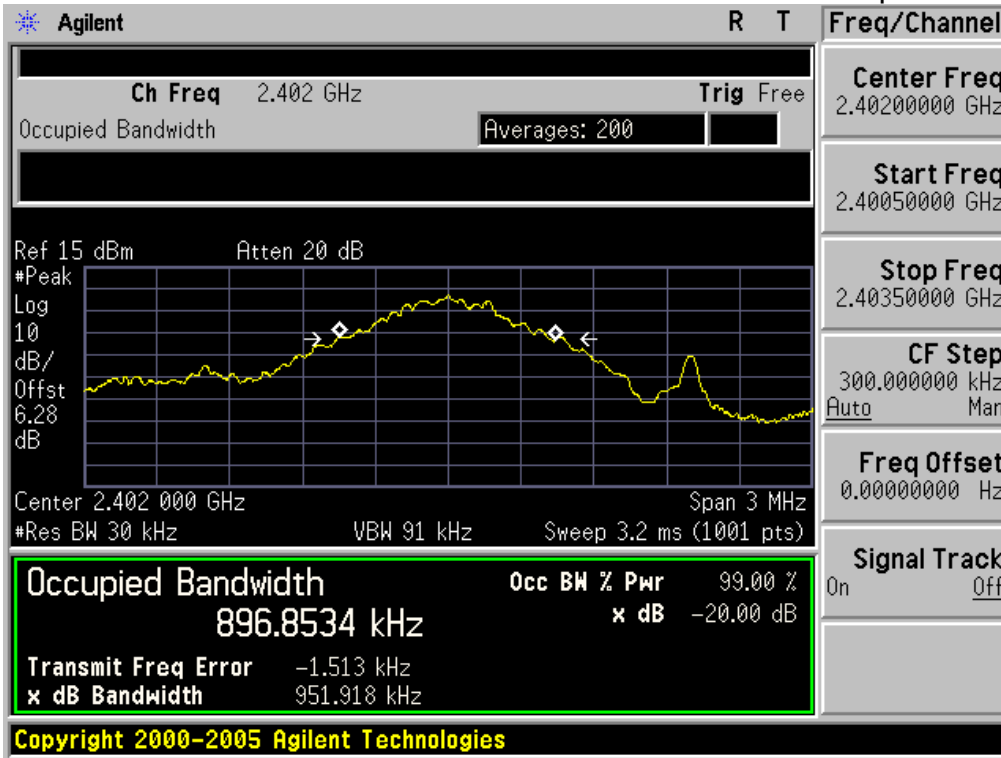 Agilent R T Freq/Channel
Ch Freq 2.402 GHz Trig Free
Occupied Bandwidth Averages: 200
Center Freq
2.40200000 GHz
Start Freq
2.40050000 GHz
Stop Freq
2.40350000 GHz
CF Step
300.000000 kHz
Auto Man
Freq Offset
0.00000000 Hz
Signal Track
On Off
Ref 15 dBm Atten 20 dB
#Peak
Log
10
dB/
Offst
6.28
dB
Center 2.402 000 GHz Span 3 MHz
#Res BW 30 kHz VBW 91 kHz Sweep 3.2 ms (1001 pts)
Occupied Bandwidth Occ BW % Pwr 99.00 %
896.8534 kHz x dB -20.00 dB
Transmit Freq Error -1.513 kHz
x dB Bandwidth 951.918 kHz
Copyright 2000-2005 Agilent Technologies